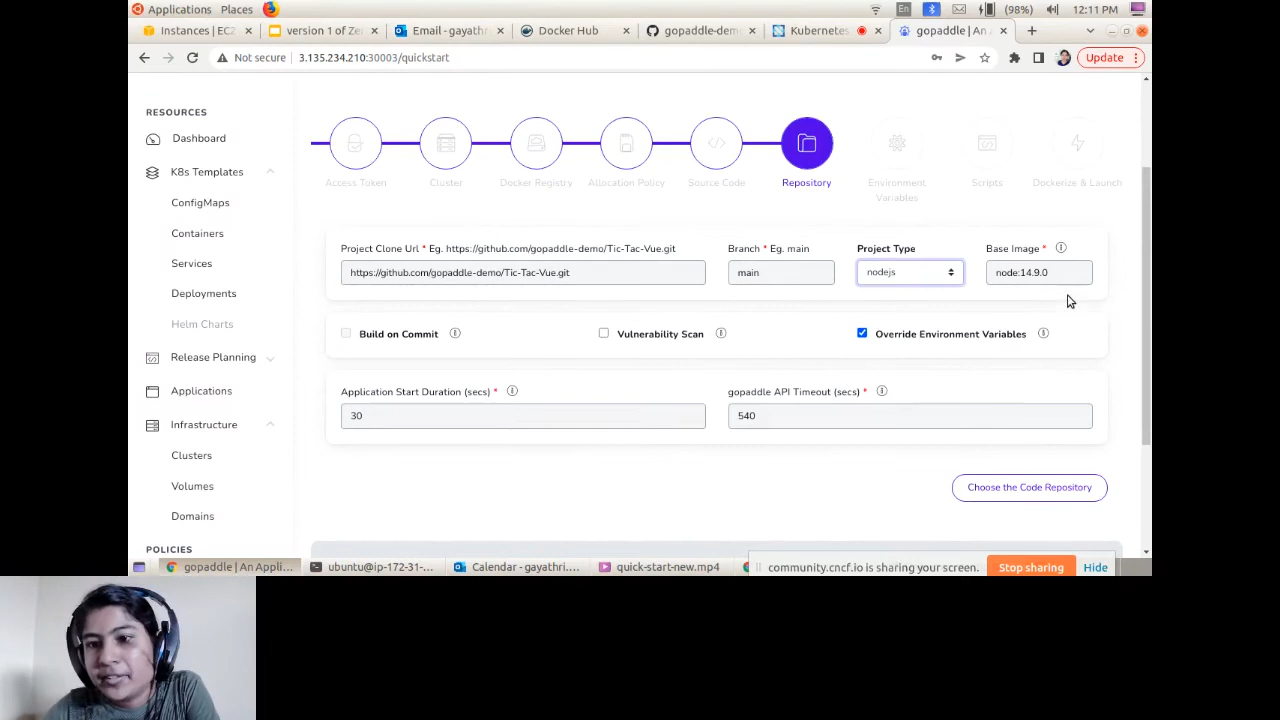 Applications Places
En (98%) 12:11 PM
Instances | EC2 version 1 of Ze Email - gayathr Docker Hub gopaddle-dem Kubernetes gopaddle | An A
Not secure 3.135.234.210:30003/quickstart Update
RESOURCES
Dashboard
K8s Templates
ConfigMaps
Containers
Services
Deployments
Helm Charts
Release Planning
Applications
Infrastructure
Clusters
Volumes
Domains
POLICIES
Access Token
Cluster
Docker Registry
Allocation Policy
Source Code
Repository
Environment
Variables
Scripts
Dockerize & Launch
Project Clone Url * Eg. https://github.com/gopaddle-demo/Tic-Tac-Vue.git
https://github.com/gopaddle-demo/Tic-Tac-Vue.git
Branch * Eg. main
main
Project Type
nodejs
Base Image *
node:14.9.0
Build on Commit
Vulnerability Scan
Override Environment Variables
Application Start Duration (secs) *
30
gopaddle API Timeout (secs) *
540
Choose the Code Repository
gopaddle | An Appli... ubuntu@ip-172-31-... Calendar - gayathri.... quick-start-new.mp4
community.cncf.io is sharing your screen. Stop sharing Hide